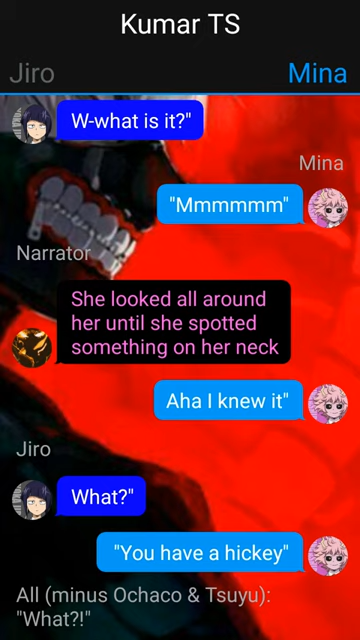 Kumar TS
Jiro
Mina
W-what is it?"
Mina
"Mmmmmm"
Narrator
She looked all around
her until she spotted
something on her neck
Aha I knew it"
Jiro
What?"
"You have a hickey"
All (minus Ochaco & Tsuyu):
"What?!"